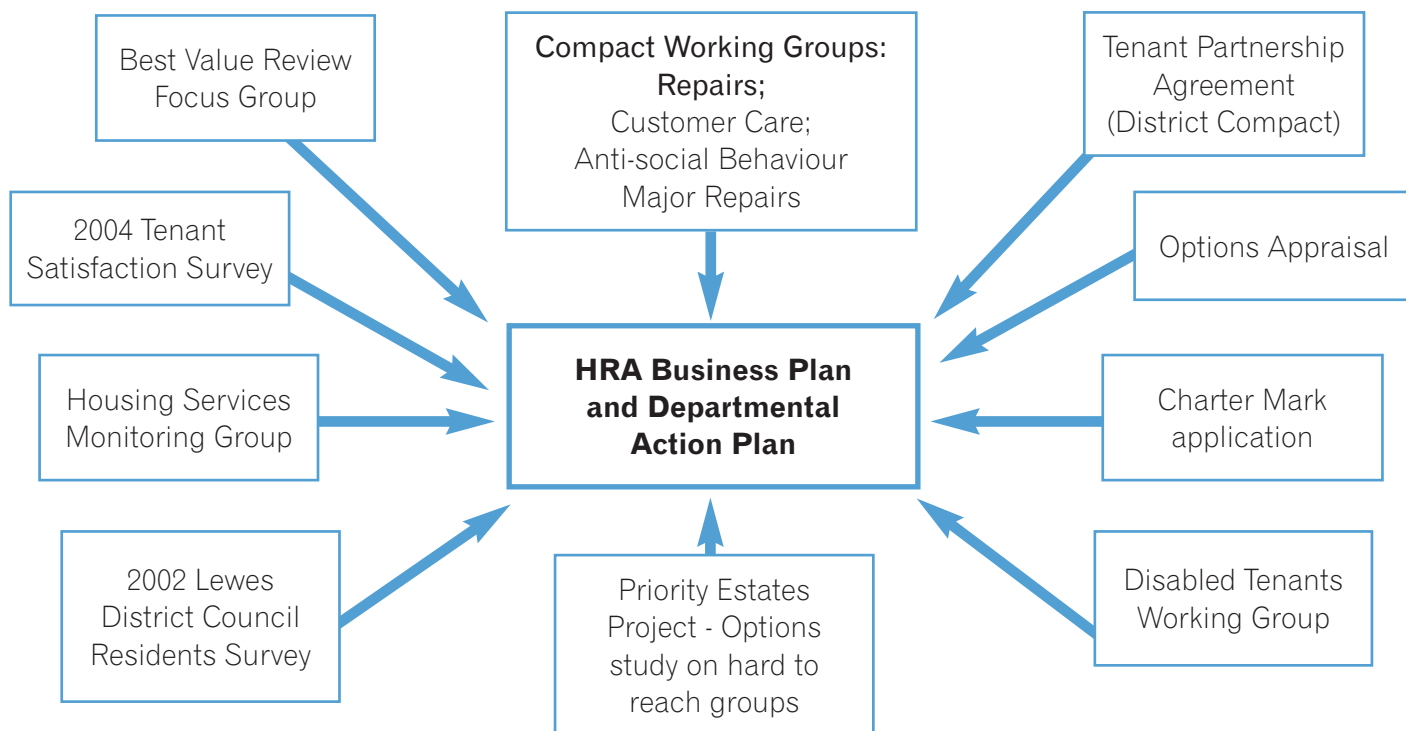 Best Value Review
Focus Group
Compact Working Groups:
Repairs;
Customer Care;
Anti-social Behaviour
Major Repairs
Tenant Partnership
Agreement
(District Compact)
2004 Tenant
Satisfaction Survey
Options Appraisal
HRA Business Plan
and Departmental
Action Plan
Housing Services
Monitoring Group
Charter Mark
application
2002 Lewes
District Council
Residents Survey
Priority Estates
Project - Options
study on hard to
reach groups
Disabled Tenants
Working Group